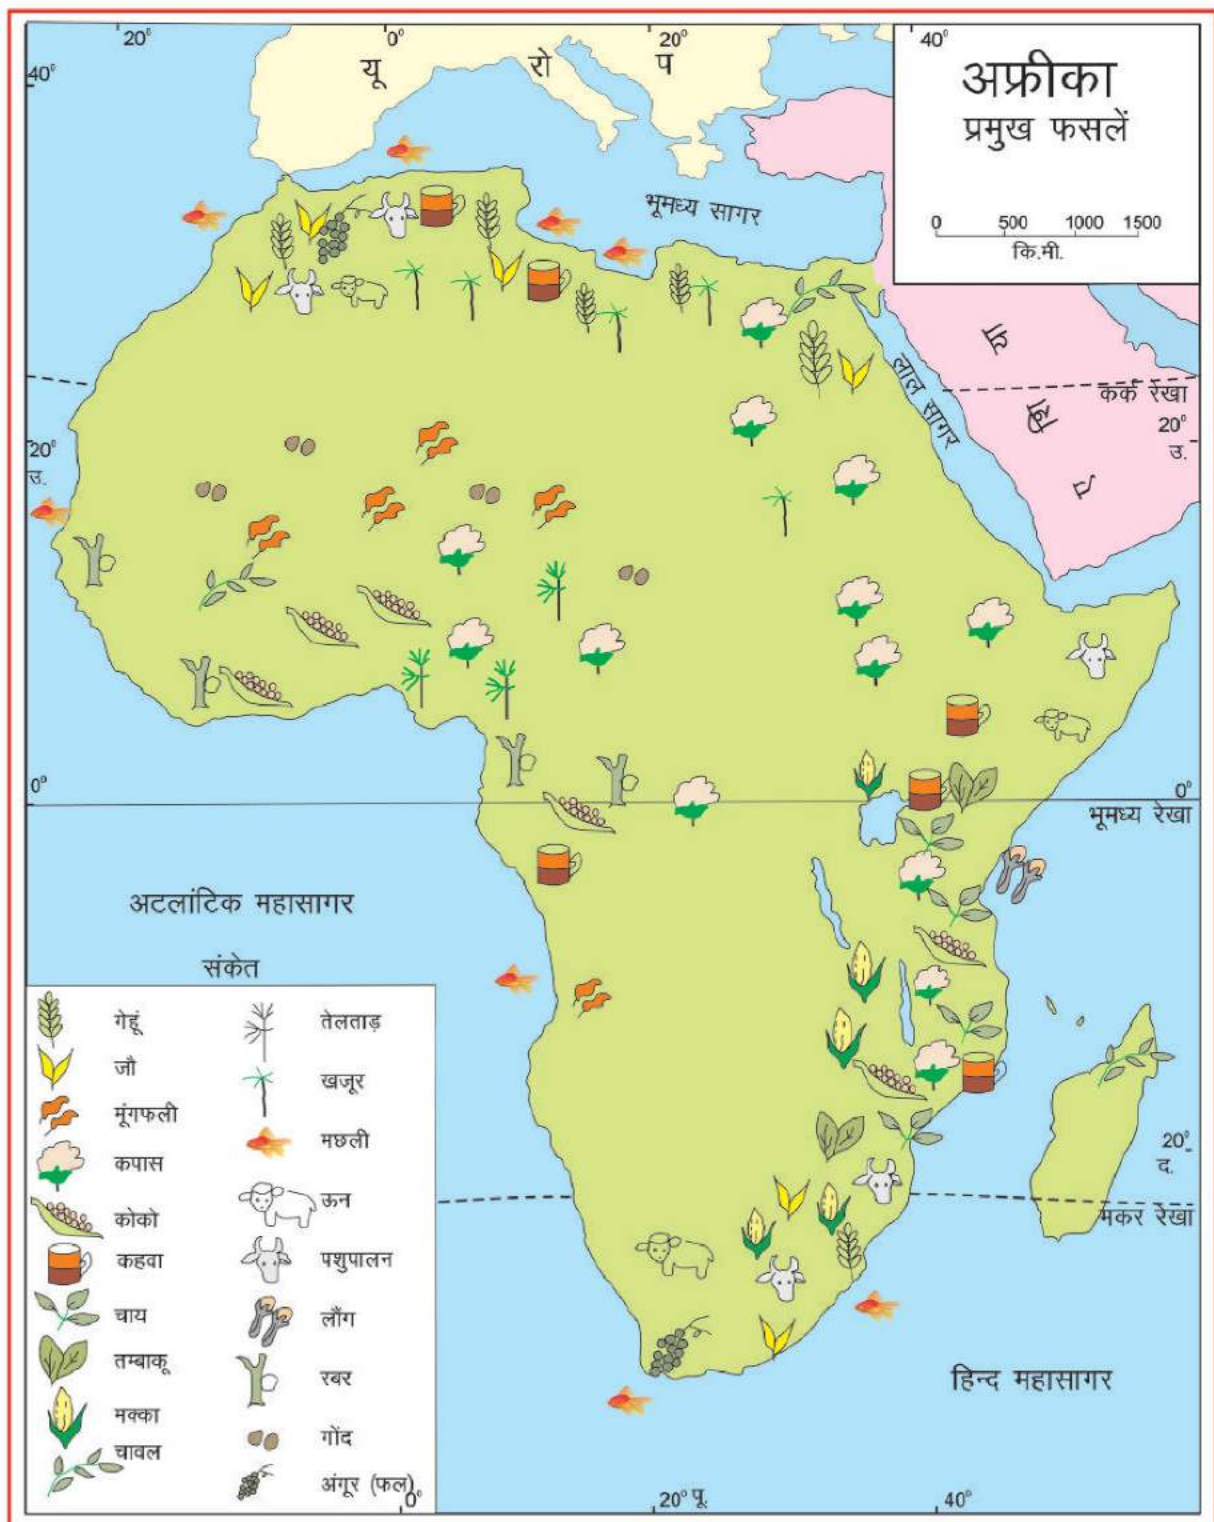 20° 0° 20° 40°
40°
यू रो प
अफ्रीका
प्रमुख फसलें
0 500 1000 1500
कि.मी.
भूमध्य सागर
लाल सागर
ए शि या
कर्क रेखा
20°
उ.
20°
उ.
0°
0°
भूमध्य रेखा
अटलांटिक महासागर
संकेत
गेहूं
जौ
मूंगफली
कपास
कोको
कहवा
चाय
तम्बाकू
मक्का
चावल
तेलताड़
खजूर
मछली
ऊन
पशुपालन
लौंग
रबर
गोंद
अंगूर (फल)
20°
द.
मकर रेखा
हिन्द महासागर
0° 20° पू. 40°